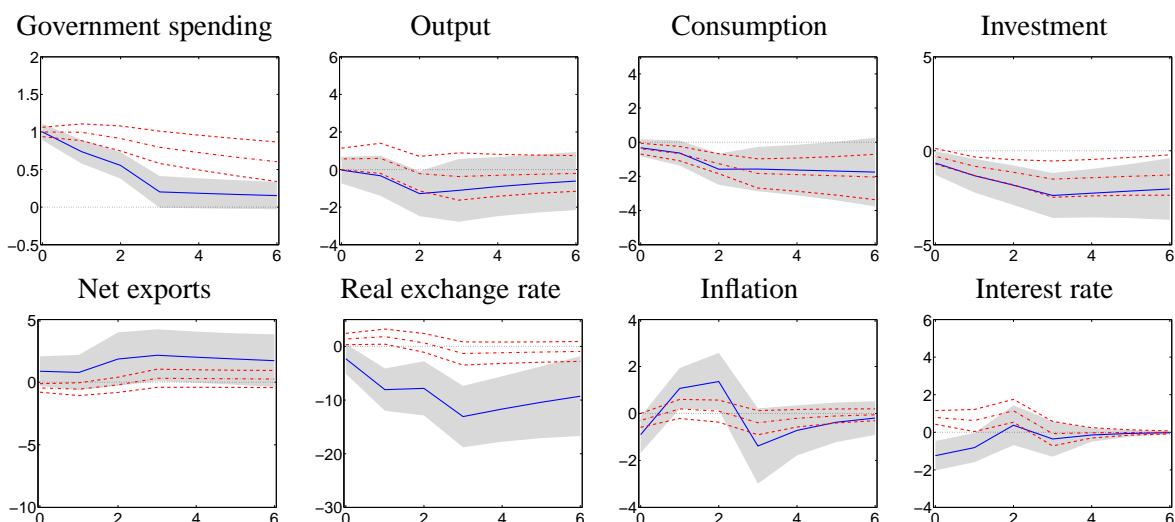 Government spending Output Consumption Investment
2 6
1.5 4 4 5
1 2 2
0 0 0
0.5 −2
0 −2 −4
−0.5 −4 −6 −5
0 2 4 6 0 2 4 6 0 2 4 6 0 2 4 6
Net exports Real exchange rate Inflation Interest rate
5 10 4 6
0 0 2 4
−10 0 2
−5 −20 −2 0
−2
−10 −30 −4 −4
0 2 4 6 0 2 4 6 0 2 4 6 0 2 4 6